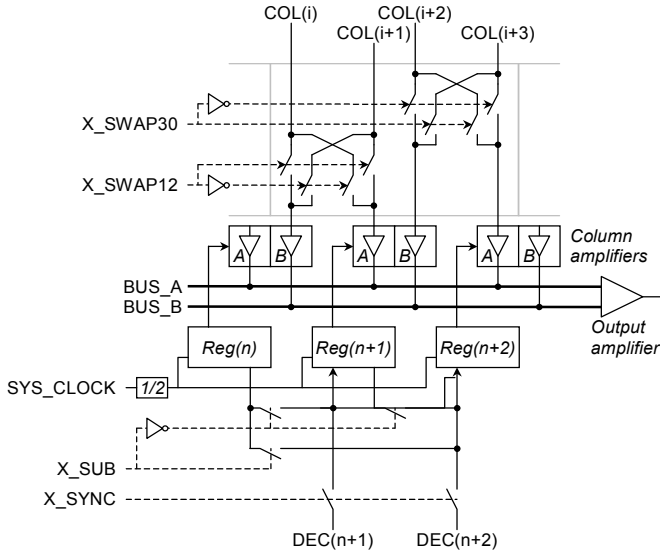 COL(i)
COL(i+2)
COL(i+1)
COL(i+3)
X_SWAP30
X_SWAP12
A
B
A
B
A
B
Column
amplifiers
BUS_A
BUS_B
Output
amplifier
Reg(n)
Reg(n+1)
Reg(n+2)
SYS_CLOCK
1/2
X_SUB
X_SYNC
DEC(n+1)
DEC(n+2)